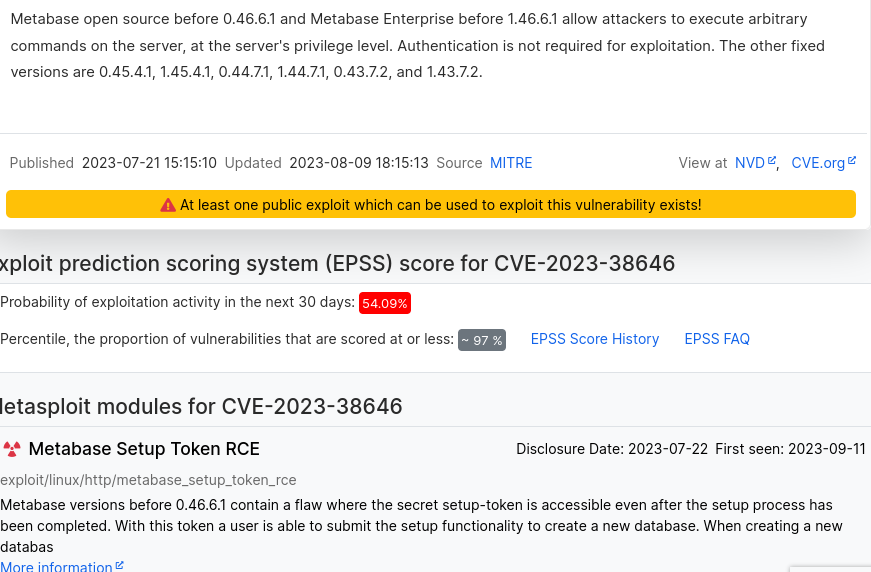 Metabase open source before 0.46.6.1 and Metabase Enterprise before 1.46.6.1 allow attackers to execute arbitrary
commands on the server, at the server's privilege level. Authentication is not required for exploitation. The other fixed
versions are 0.45.4.1, 1.45.4.1, 0.44.7.1, 1.44.7.1, 0.43.7.2, and 1.43.7.2.
Published 2023-07-21 15:15:10 Updated 2023-08-09 18:15:13 Source MITRE View at NVD, CVE.org
At least one public exploit which can be used to exploit this vulnerability exists!
xploit prediction scoring system (EPSS) score for CVE-2023-38646
Probability of exploitation activity in the next 30 days: 54.09%
Percentile, the proportion of vulnerabilities that are scored at or less: ~ 97 % EPSS Score History EPSS FAQ
etasploit modules for CVE-2023-38646
Metabase Setup Token RCE Disclosure Date: 2023-07-22 First seen: 2023-09-11
exploit/linux/http/metabase_setup_token_rce
Metabase versions before 0.46.6.1 contain a flaw where the secret setup-token is accessible even after the setup process has
been completed. With this token a user is able to submit the setup functionality to create a new database. When creating a new
databas
More information